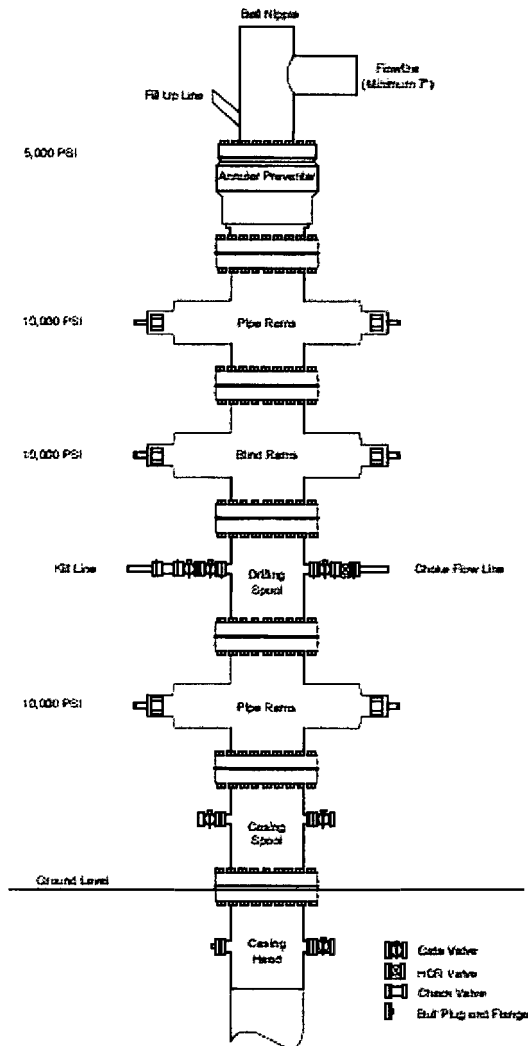 Bell Nipple
Flowline
(Minimum 7")
Fill Up Line
5,000 PSI
Annular Preventer
10,000 PSI
Pipe Rams
10,000 PSI
Blind Rams
Kill Line
Drilling
Spool
Choke Flow Line
10,000 PSI
Pipe Rams
Casing
Spool
Ground Level
Casing
Head
Gate Valve
HCR Valve
Check Valve
Bull Plug and Flange